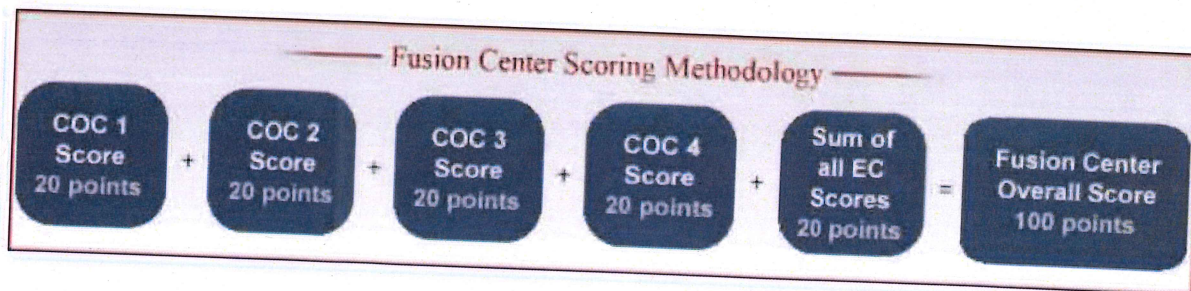 Fusion Center Scoring Methodology
COC 1
Score
20 points
+
COC 2
Score
20 points
+
COC 3
Score
20 points
+
COC 4
Score
20 points
+
Sum of
all EC
Scores
20 points
=
Fusion Center
Overall Score
100 points